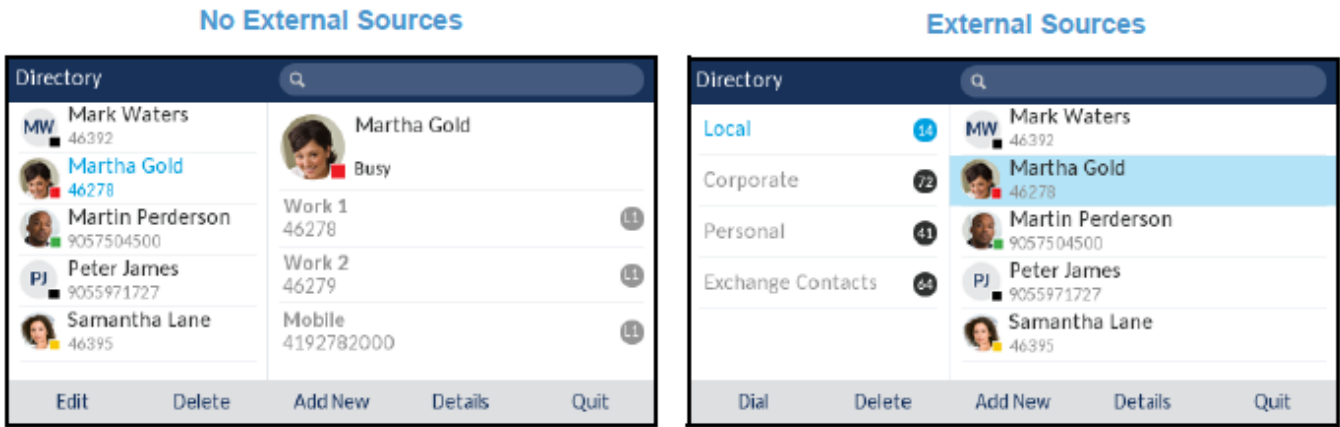 No External Sources
Directory
MW Mark Waters
46392
Martha Gold
46278
Martin Perderson
9057504500
PJ Peter James
9055971727
Samantha Lane
46395
Martha Gold
Busy
Work 1
46278 L1
Work 2
46279 L1
Mobile
4192782000 L1
Edit Delete Add New Details Quit
External Sources
Directory
Local 14
Corporate 72
Personal 41
Exchange Contacts 64
MW Mark Waters
46392
Martha Gold
46278
Martin Perderson
9057504500
PJ Peter James
9055971727
Samantha Lane
46395
Dial Delete Add New Details Quit